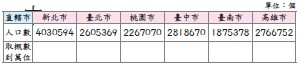 單位：個
直轄市 新北市 臺北市 桃園市 臺中市 臺南市 高雄市
人口數 4030594 2605369 2267070 2818670 1875378 2766752
取概數到萬位